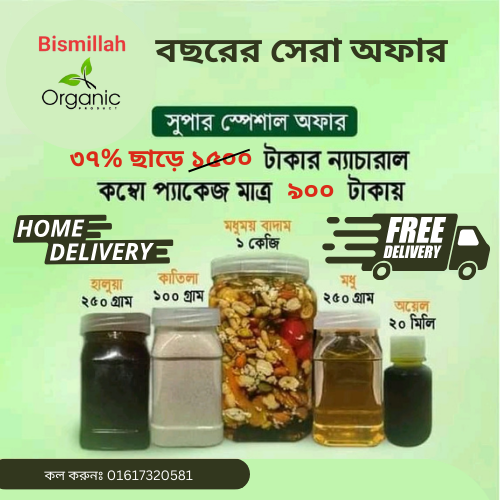 Bismillah
বছরের সেরা অফার
Organic
PRODUCT
সুপার স্পেশাল অফার
৩৭% ছাড়ে ১৫০০ টাকার ন্যাচারাল
কম্বো প্যাকেজ মাত্র ৯০০ টাকায়
HOME
DELIVERY
FREE
DELIVERY
মধুময় বাদাম
১ কেজি
হালুয়া
২৫০ গ্রাম
কাতিলা
১০০ গ্রাম
মধু
২৫০ গ্রাম
অয়েল
২০ মিলি
কল করুনঃ 01617320581